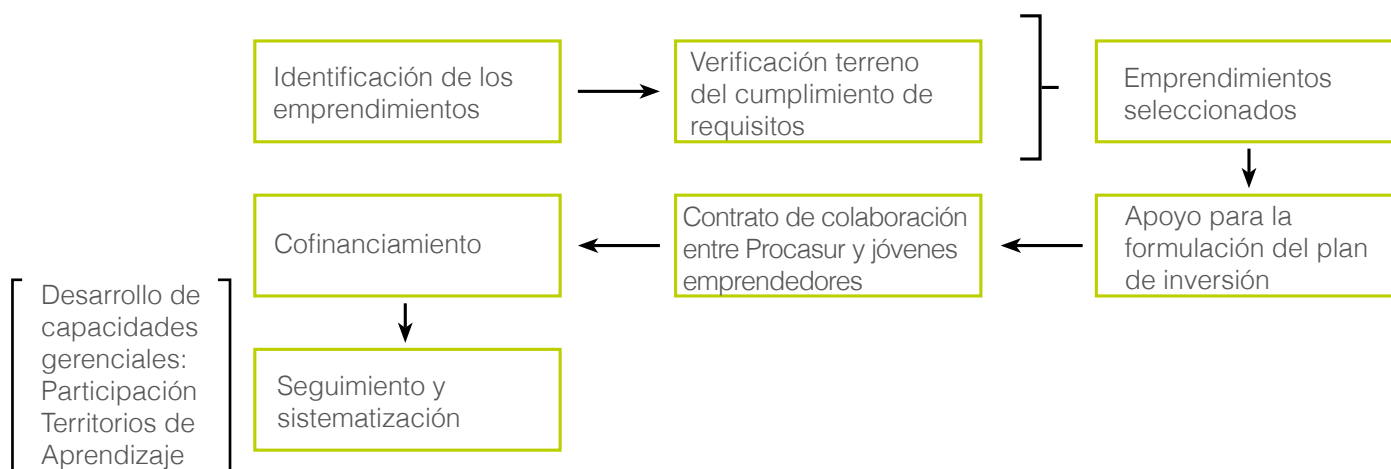 Identificación de los
emprendimientos
Verificación terreno
del cumplimiento de
requisitos
Emprendimientos
seleccionados
Apoyo para la
formulación del plan
de inversión
Contrato de colaboración
entre Procasur y jóvenes
emprendedores
Cofinanciamiento
Desarrollo de
capacidades
gerenciales:
Participación
Territorios de
Aprendizaje
Seguimiento y
sistematización